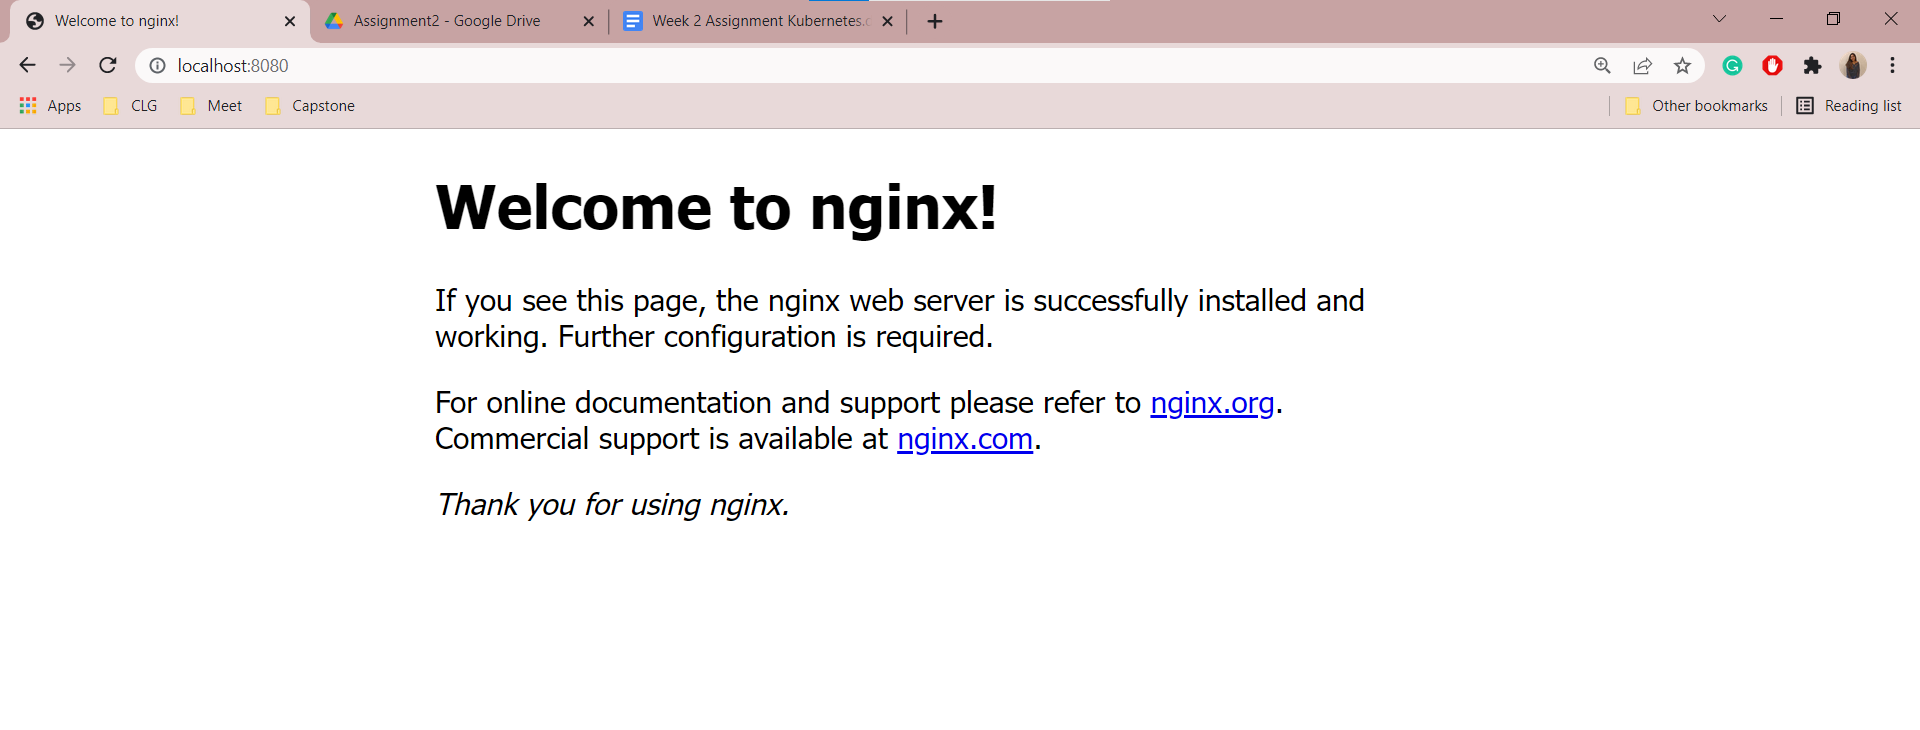 Welcome to nginx!
Assignment2 - Google Drive
Week 2 Assignment Kubernetes.
localhost:8080
Apps
CLG
Meet
Capstone
Other bookmarks
Reading list
Welcome to nginx!
If you see this page, the nginx web server is successfully installed and
working. Further configuration is required.
For online documentation and support please refer to nginx.org.
Commercial support is available at nginx.com.
Thank you for using nginx.